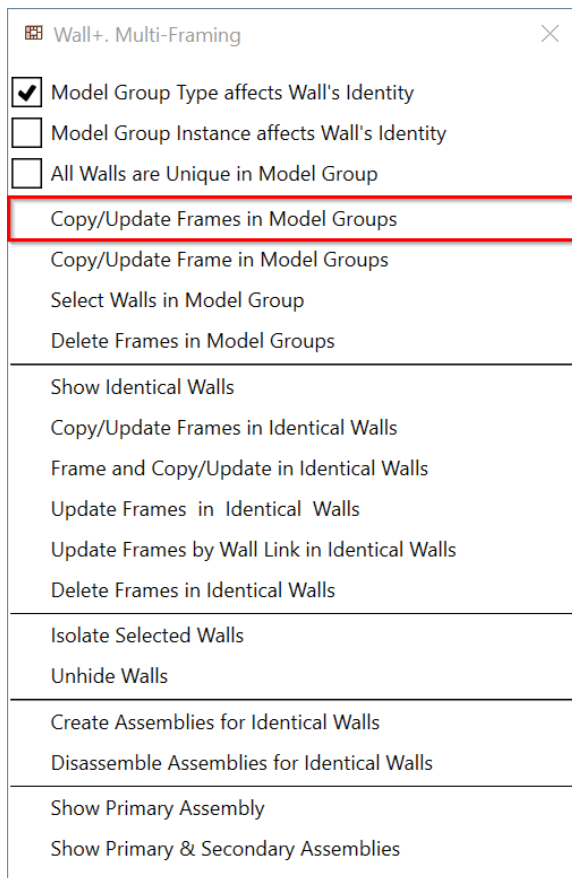 Wall+. Multi-Framing
Model Group Type affects Wall's Identity
Model Group Instance affects Wall's Identity
All Walls are Unique in Model Group
Copy/Update Frames in Model Groups
Copy/Update Frame in Model Groups
Select Walls in Model Group
Delete Frames in Model Groups
Show Identical Walls
Copy/Update Frames in Identical Walls
Frame and Copy/Update in Identical Walls
Update Frames  in  Identical  Walls
Update Frames by Wall Link in Identical Walls
Delete Frames in Identical Walls
Isolate Selected Walls
Unhide Walls
Create Assemblies for Identical Walls
Disassemble Assemblies for Identical Walls
Show Primary Assembly
Show Primary & Secondary Assemblies